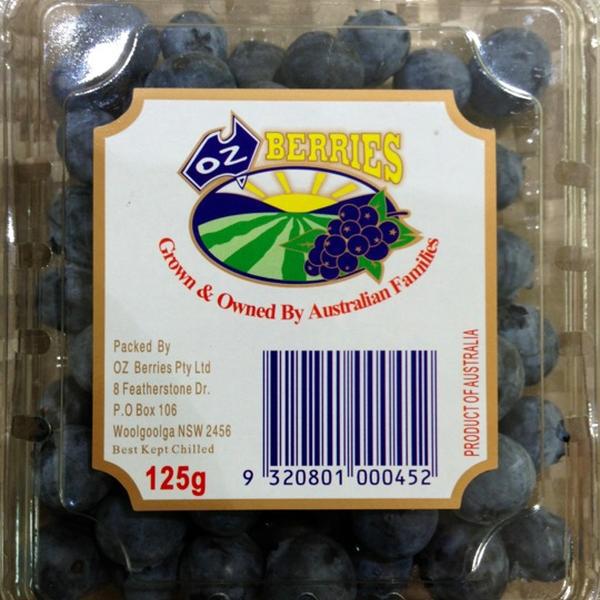 OZ BERRIES
Grown & Owned By Australian Families
Packed By
OZ Berries Pty Ltd
8 Featherstone Dr.
P.O Box 106
Woolgoolga NSW 2456
Best Kept Chilled
125g
9 320801 000452
PRODUCT OF AUSTRALIA